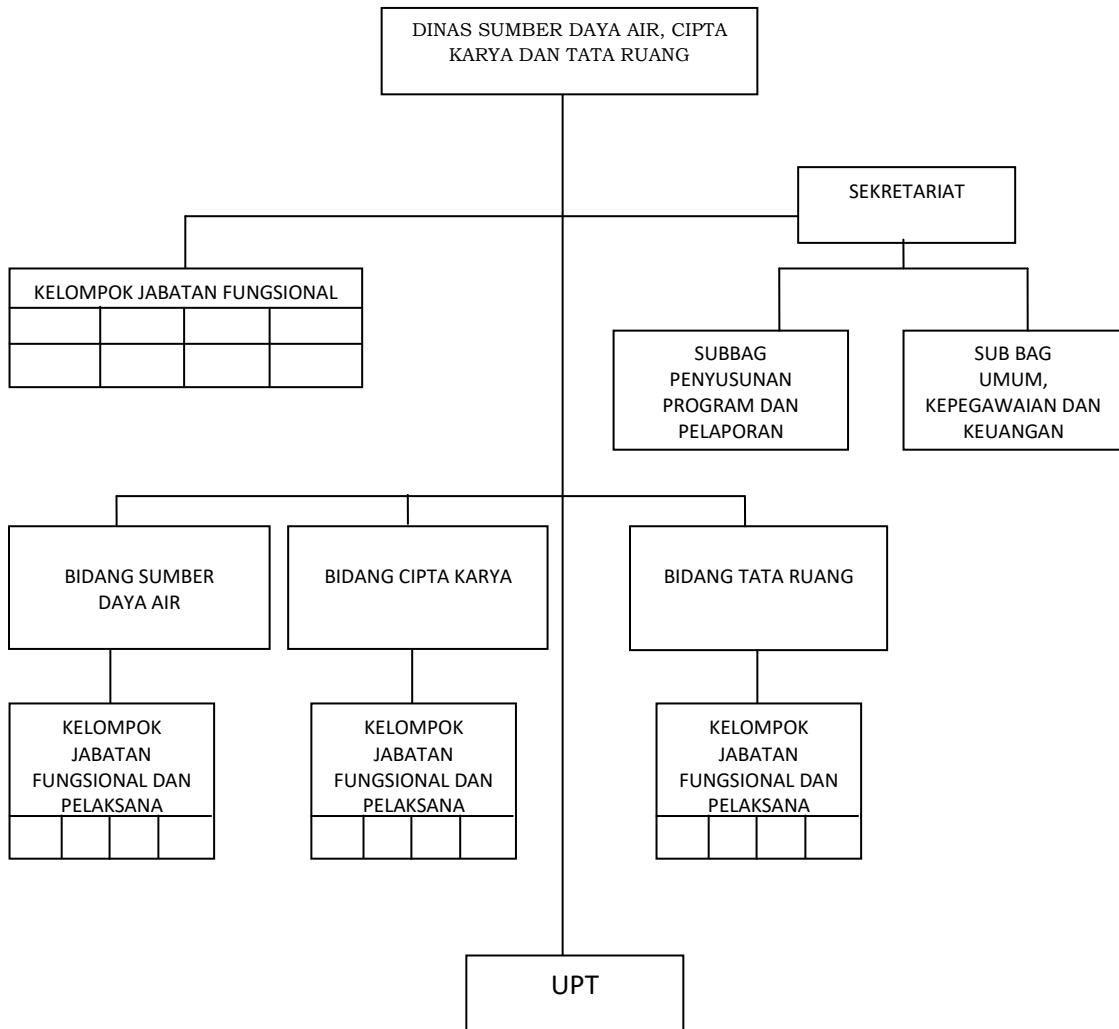 DINAS SUMBER DAYA AIR, CIPTA
KARYA DAN TATA RUANG
SEKRETARIAT
KELOMPOK JABATAN FUNGSIONAL
SUBBAG
PENYUSUNAN
PROGRAM DAN
PELAPORAN
SUB BAG
UMUM,
KEPEGAWAIAN DAN
KEUANGAN
BIDANG SUMBER
DAYA AIR
BIDANG CIPTA KARYA
BIDANG TATA RUANG
KELOMPOK
JABATAN
FUNGSIONAL DAN
PELAKSANA
KELOMPOK
JABATAN
FUNGSIONAL DAN
PELAKSANA
KELOMPOK
JABATAN
FUNGSIONAL DAN
PELAKSANA
UPT